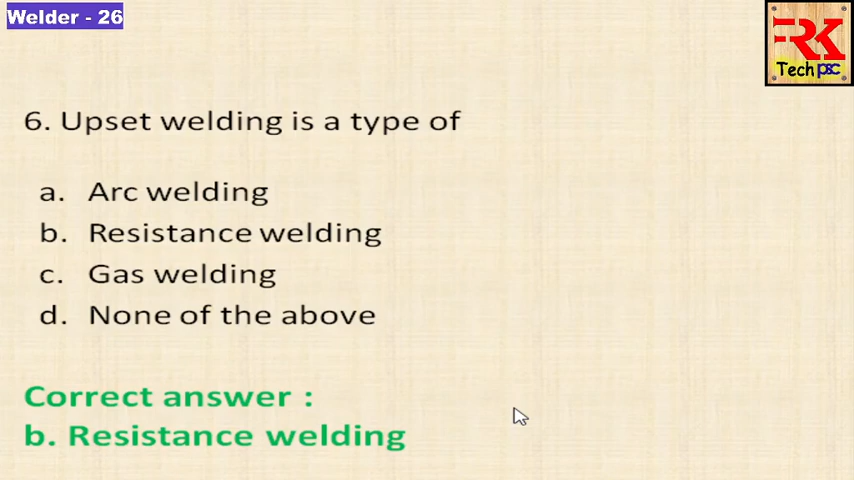 Welder - 26
RK
Tech psc
6. Upset welding is a type of
a. Arc welding
b. Resistance welding
c. Gas welding
d. None of the above
Correct answer :
b. Resistance welding